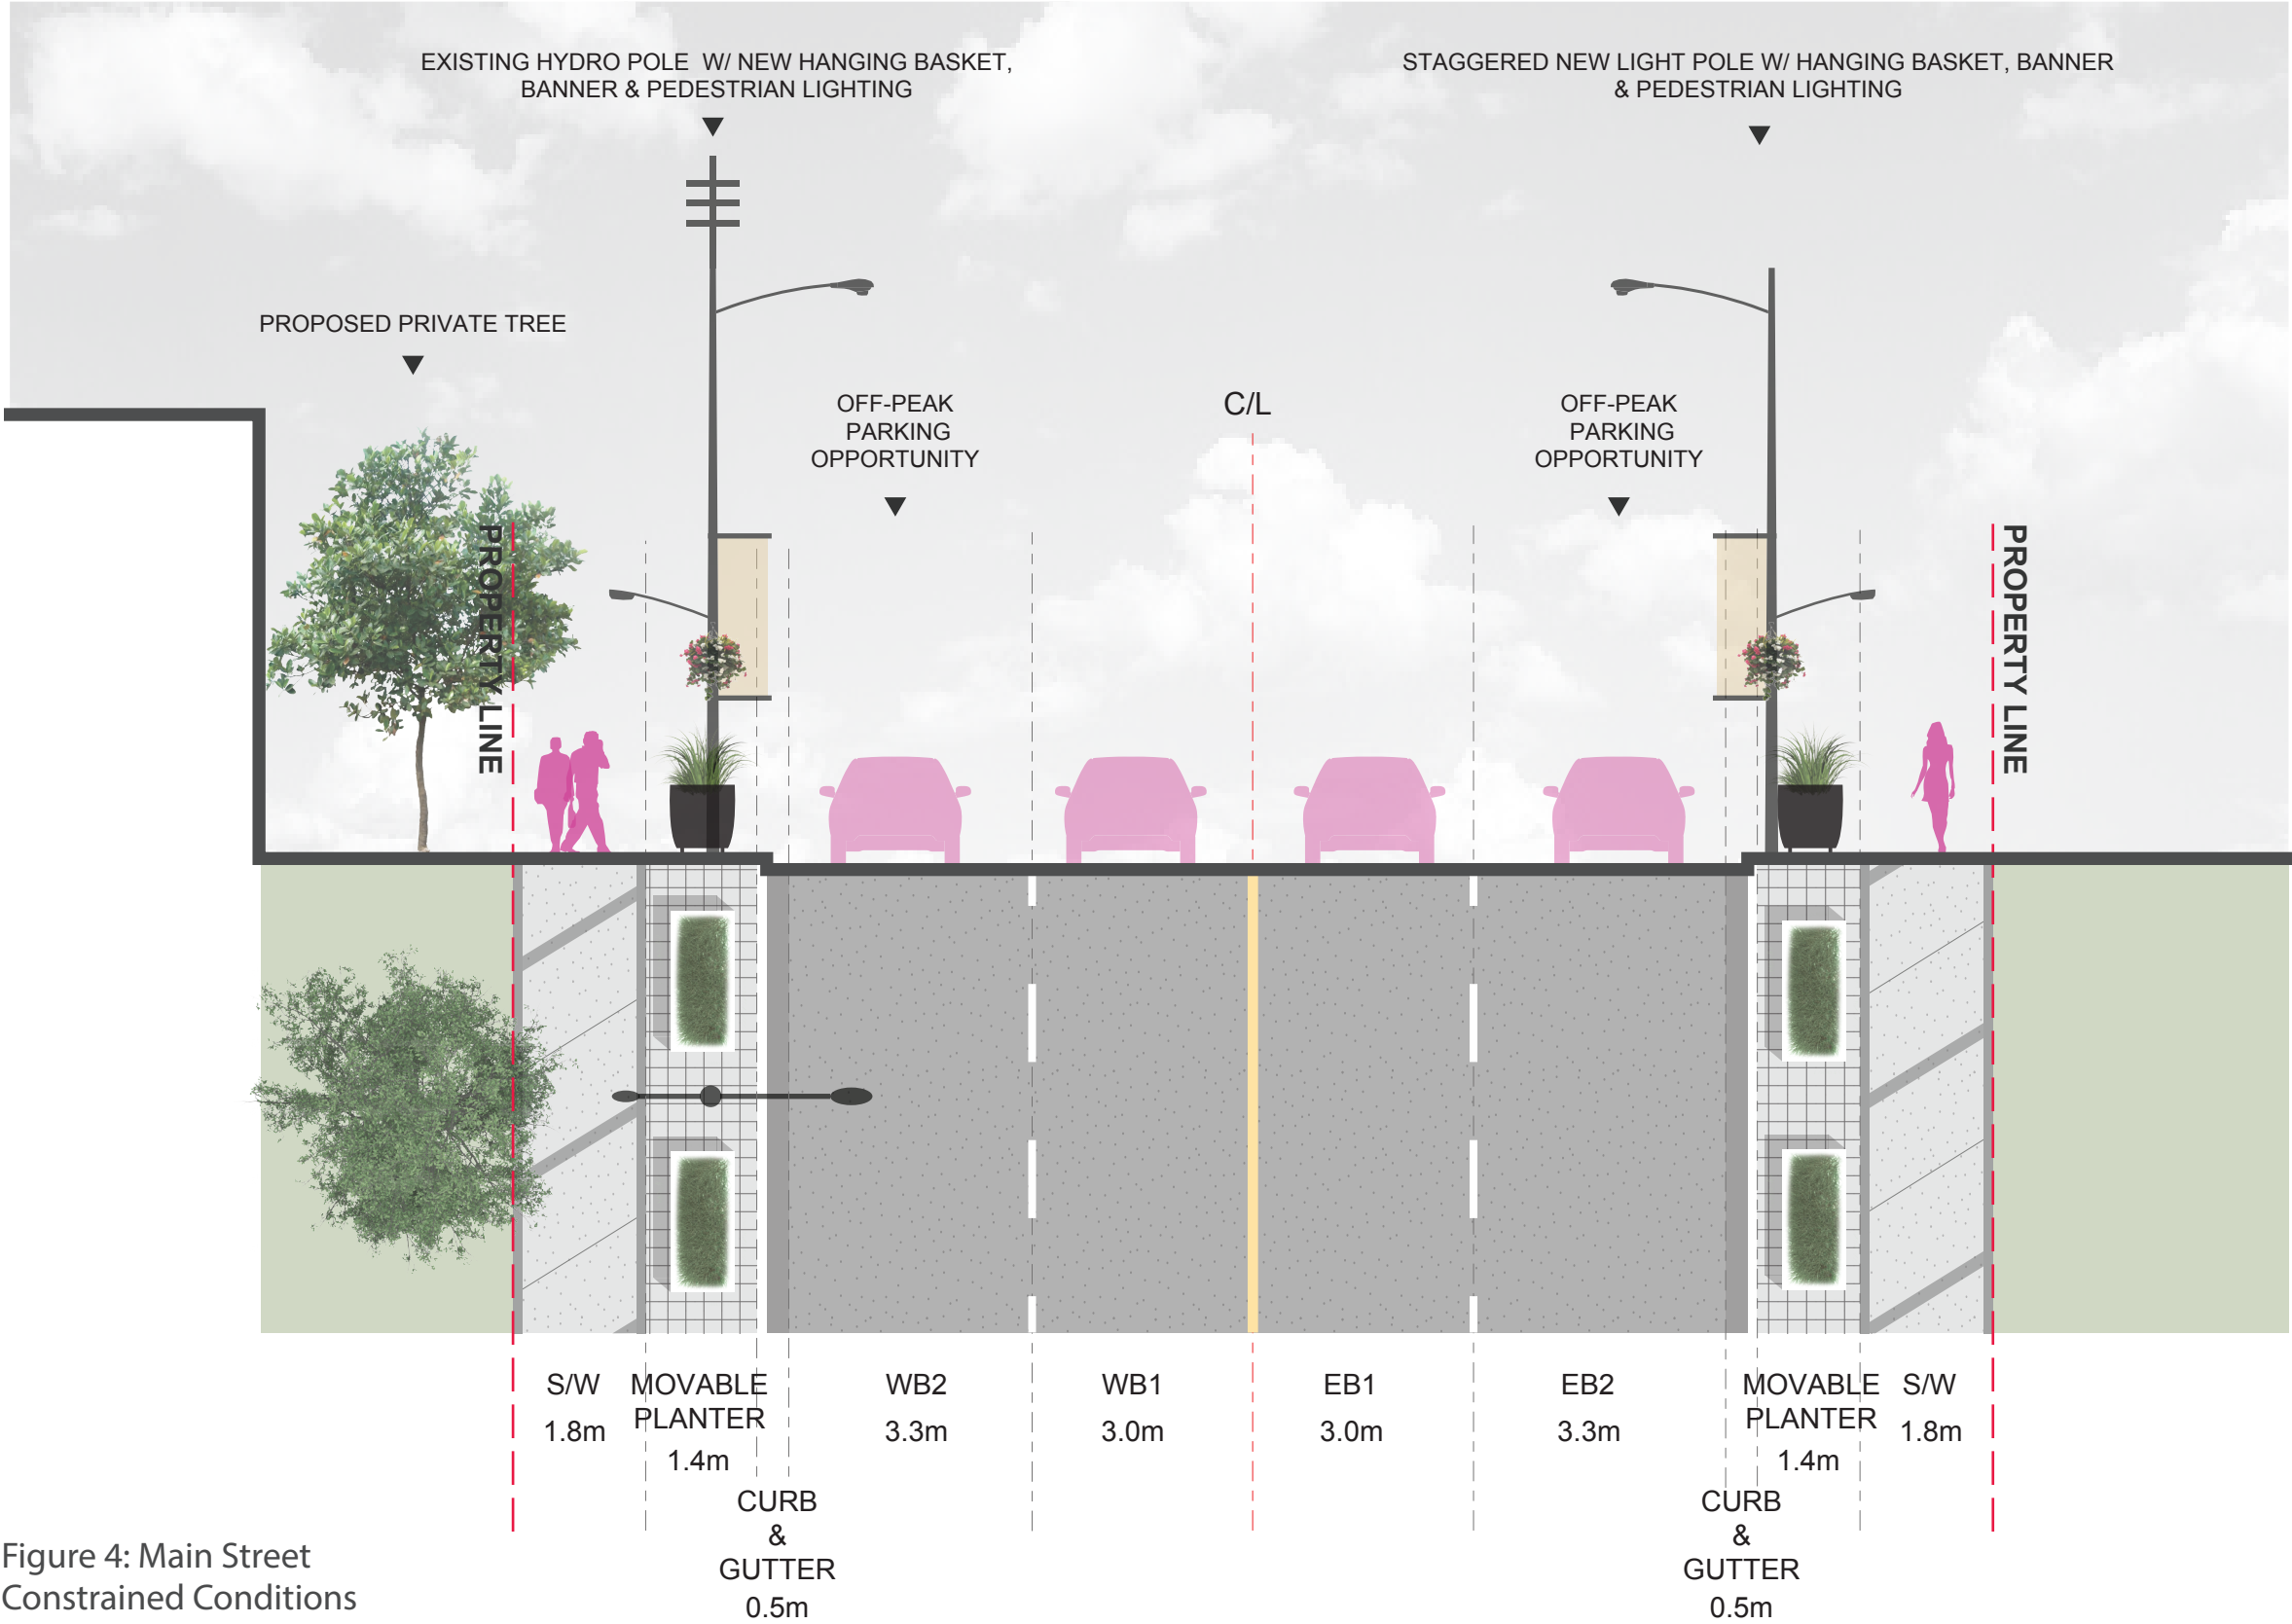 EXISTING HYDRO POLE W/ NEW HANGING BASKET,
BANNER & PEDESTRIAN LIGHTING
STAGGERED NEW LIGHT POLE W/ HANGING BASKET, BANNER
& PEDESTRIAN LIGHTING
PROPOSED PRIVATE TREE
OFF-PEAK
PARKING
OPPORTUNITY
C/L
OFF-PEAK
PARKING
OPPORTUNITY
PROPERTY LINE
PROPERTY LINE
S/W
1.8m
MOVABLE
PLANTER
1.4m
CURB
&
GUTTER
0.5m
WB2
3.3m
WB1
3.0m
EB1
3.0m
EB2
3.3m
CURB
&
GUTTER
0.5m
MOVABLE
PLANTER
1.4m
S/W
1.8m
Figure 4: Main Street
Constrained Conditions